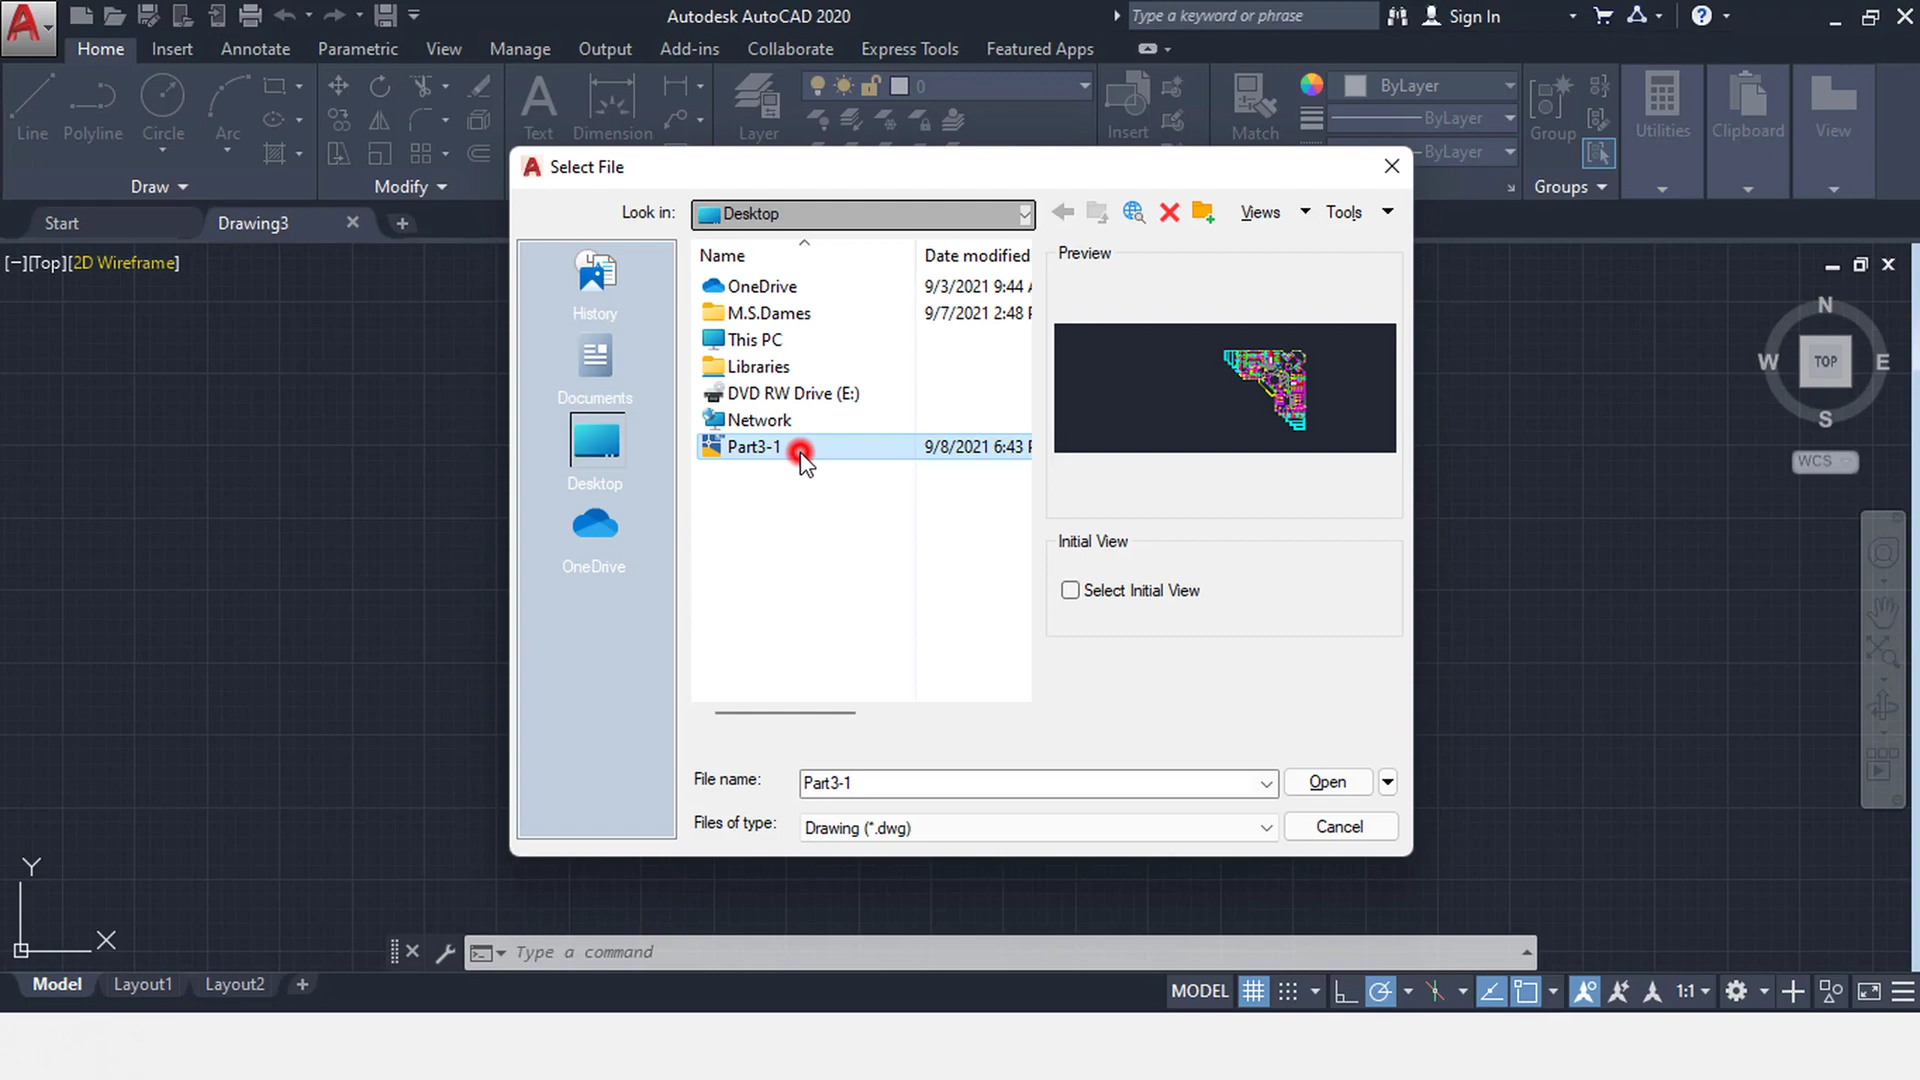 Autodesk AutoCAD 2020
Type a keyword or phrase
Sign In
Home Insert Annotate Parametric View Manage Output Add-ins Collaborate Express Tools Featured Apps
Line Polyline Circle Arc
Text Dimension Layer
0
Insert Match
ByLayer
ByLayer
ByLayer
Group Utilities Clipboard View
Draw Modify Groups
Start Drawing3
[−][Top][2D Wireframe]
Select File
Look in: Desktop Views Tools
History
Documents
Desktop
OneDrive
Name Date modified
OneDrive 9/3/2021 9:44
M.S.Dames 9/7/2021 2:48
This PC
Libraries
DVD RW Drive (E:)
Network
Part3-1 9/8/2021 6:43
Preview
Initial View
Select Initial View
File name: Part3-1 Open
Files of type: Drawing (*.dwg) Cancel
N
W TOP E
S
WCS
Y
X
Type a command
Model Layout1 Layout2
MODEL 1:1